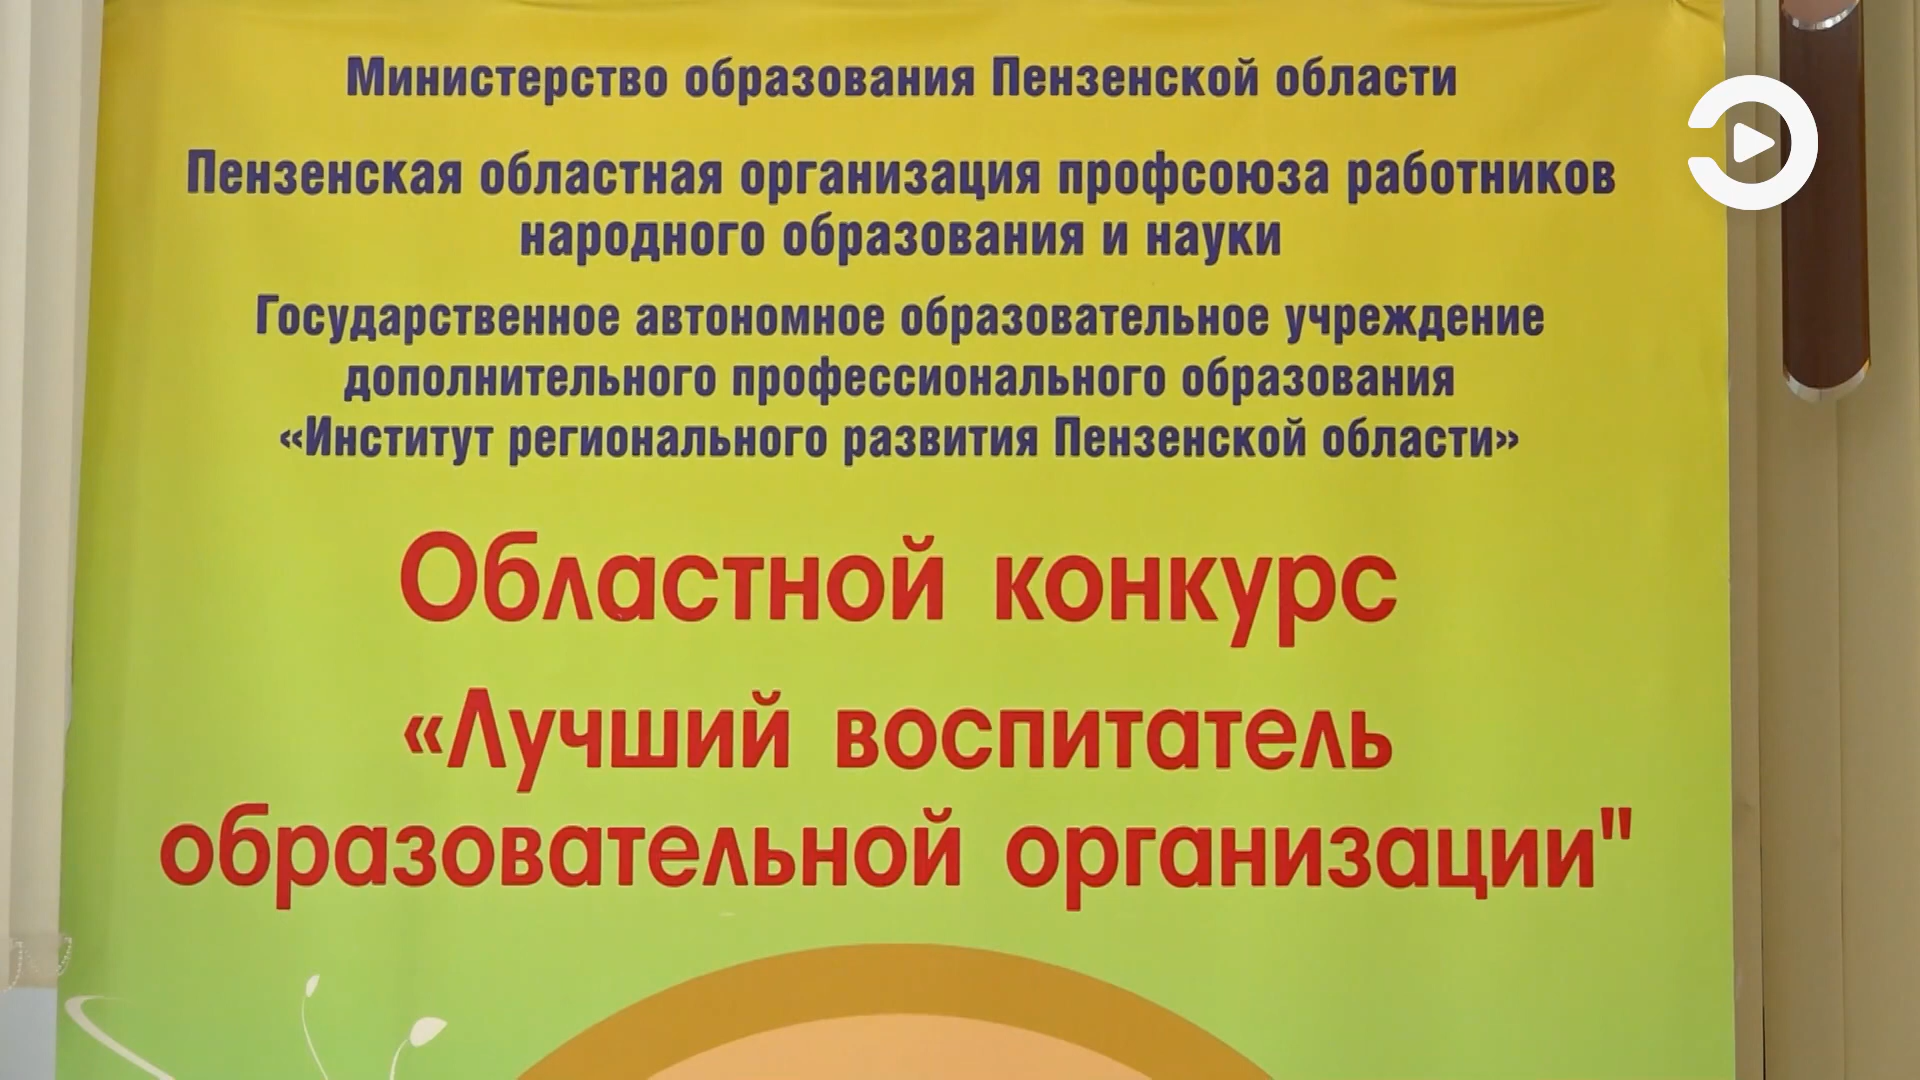 Министерство образования Пензенской области
Пензенская областная организация профсоюза работников
народного образования и науки
Государственное автономное образовательное учреждение
дополнительного профессионального образования
«Институт регионального развития Пензенской области»
Областной конкурс
«Лучший воспитатель
образовательной организации"